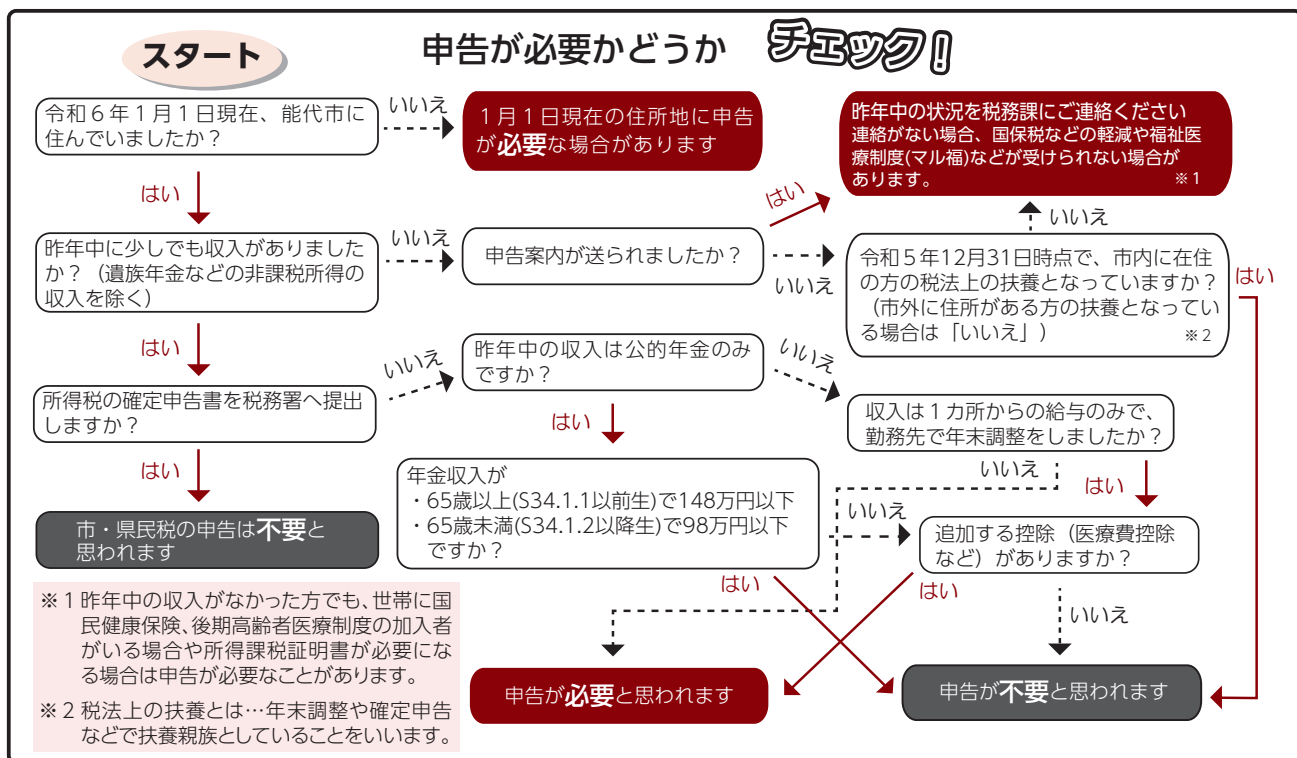 スタート
申告が必要かどうか チェック！
令和６年１月１日現在、能代市に
住んでいましたか？
いいえ
１月１日現在の住所地に申告
が必要な場合があります
昨年中の状況を税務課にご連絡ください
連絡がない場合、国保税などの軽減や福祉医
療制度(マル福)などが受けられない場合が
あります。 ※１
はい
はい
いいえ
昨年中に少しでも収入がありました
か？（遺族年金などの非課税所得の
収入を除く）
いいえ
申告案内が送られましたか？
いいえ
令和５年12月31日時点で、市内に在住
の方の税法上の扶養となっていますか？
（市外に住所がある方の扶養となってい
る場合は「いいえ」） ※２
はい
はい
いいえ
昨年中の収入は公的年金のみ
ですか？
いいえ
所得税の確定申告書を税務署へ提出
しますか？
はい
収入は１カ所からの給与のみで、
勤務先で年末調整をしましたか？
はい
年金収入が
・65歳以上(S34.1.1以前生)で148万円以下
・65歳未満(S34.1.2以降生)で98万円以下
ですか？
いいえ
はい
いいえ
市・県民税の申告は不要と
思われます
追加する控除（医療費控除
など）がありますか？
はい
はい
いいえ
※１昨年中の収入がなかった方でも、世帯に国
民健康保険、後期高齢者医療制度の加入者
がいる場合や所得課税証明書が必要にな
る場合は申告が必要なことがあります。
※２税法上の扶養とは…年末調整や確定申告
などで扶養親族としていることをいいます。
申告が必要と思われます
申告が不要と思われます